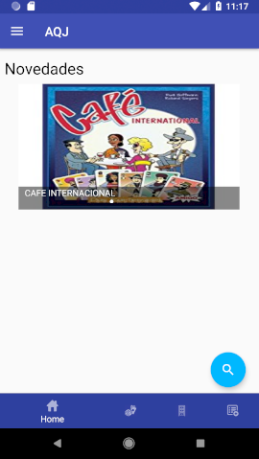 11:17
AQJ
Novedades
Café
INTERNATIONAL
CAFE INTERNACIONAL
Home